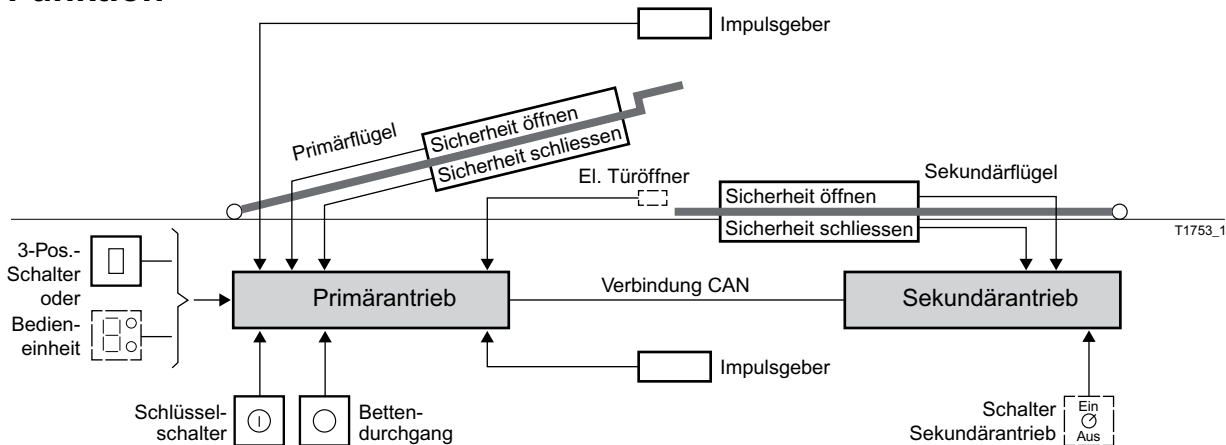 Impulsgeber
Primärflügel
Sicherheit öffnen
Sicherheit schliessen
El. Türöffner
Sekundärflügel
Sicherheit öffnen
Sicherheit schliessen
T1753_1
3-Pos.-
Schalter
oder
Bedien-
einheit
Primärantrieb
Verbindung CAN
Sekundärantrieb
Impulsgeber
Schlüssel-
schalter
Betten-
durchgang
Schalter
Sekundärantrieb
Ein
Aus